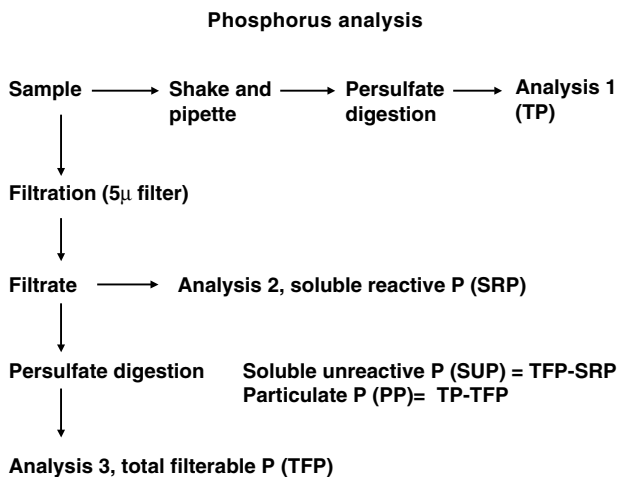 Phosphorus analysis
Sample
Shake and
pipette
Persulfate
digestion
Analysis 1
(TP)
Filtration (5μ filter)
Filtrate
Analysis 2, soluble reactive P (SRP)
Persulfate digestion
Soluble unreactive P (SUP) = TFP-SRP
Particulate P (PP)= TP-TFP
Analysis 3, total filterable P (TFP)